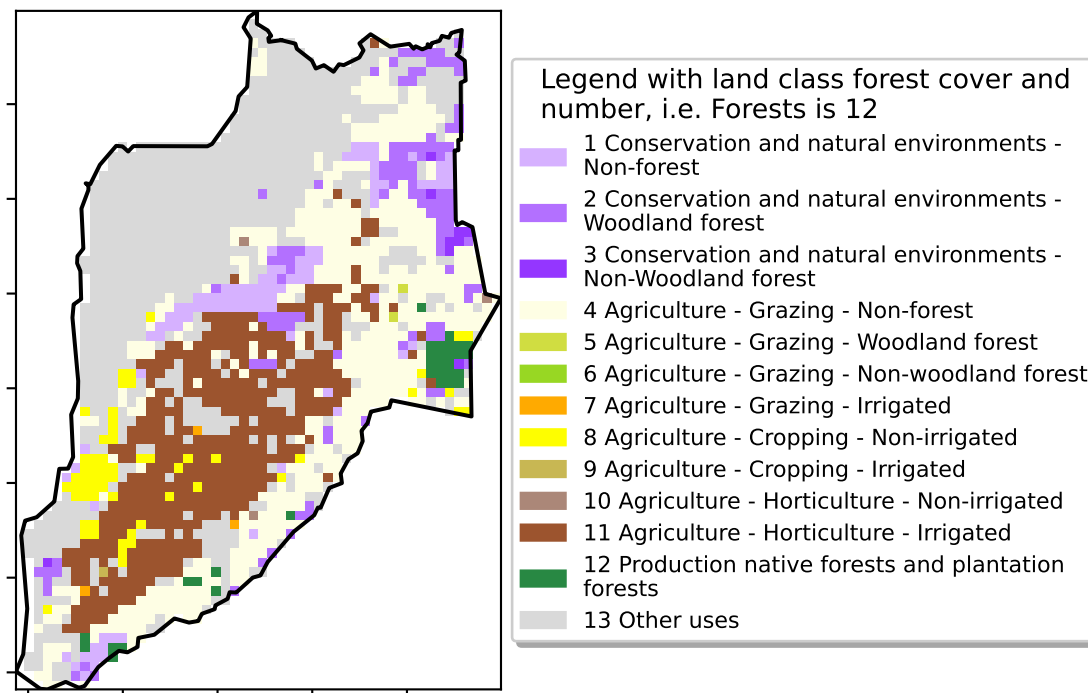 Legend with land class forest cover and
number, i.e. Forests is 12
1 Conservation and natural environments -
Non-forest
2 Conservation and natural environments -
Woodland forest
3 Conservation and natural environments -
Non-Woodland forest
4 Agriculture - Grazing - Non-forest
5 Agriculture - Grazing - Woodland forest
6 Agriculture - Grazing - Non-woodland forest
7 Agriculture - Grazing - Irrigated
8 Agriculture - Cropping - Non-irrigated
9 Agriculture - Cropping - Irrigated
10 Agriculture - Horticulture - Non-irrigated
11 Agriculture - Horticulture - Irrigated
12 Production native forests and plantation
forests
13 Other uses